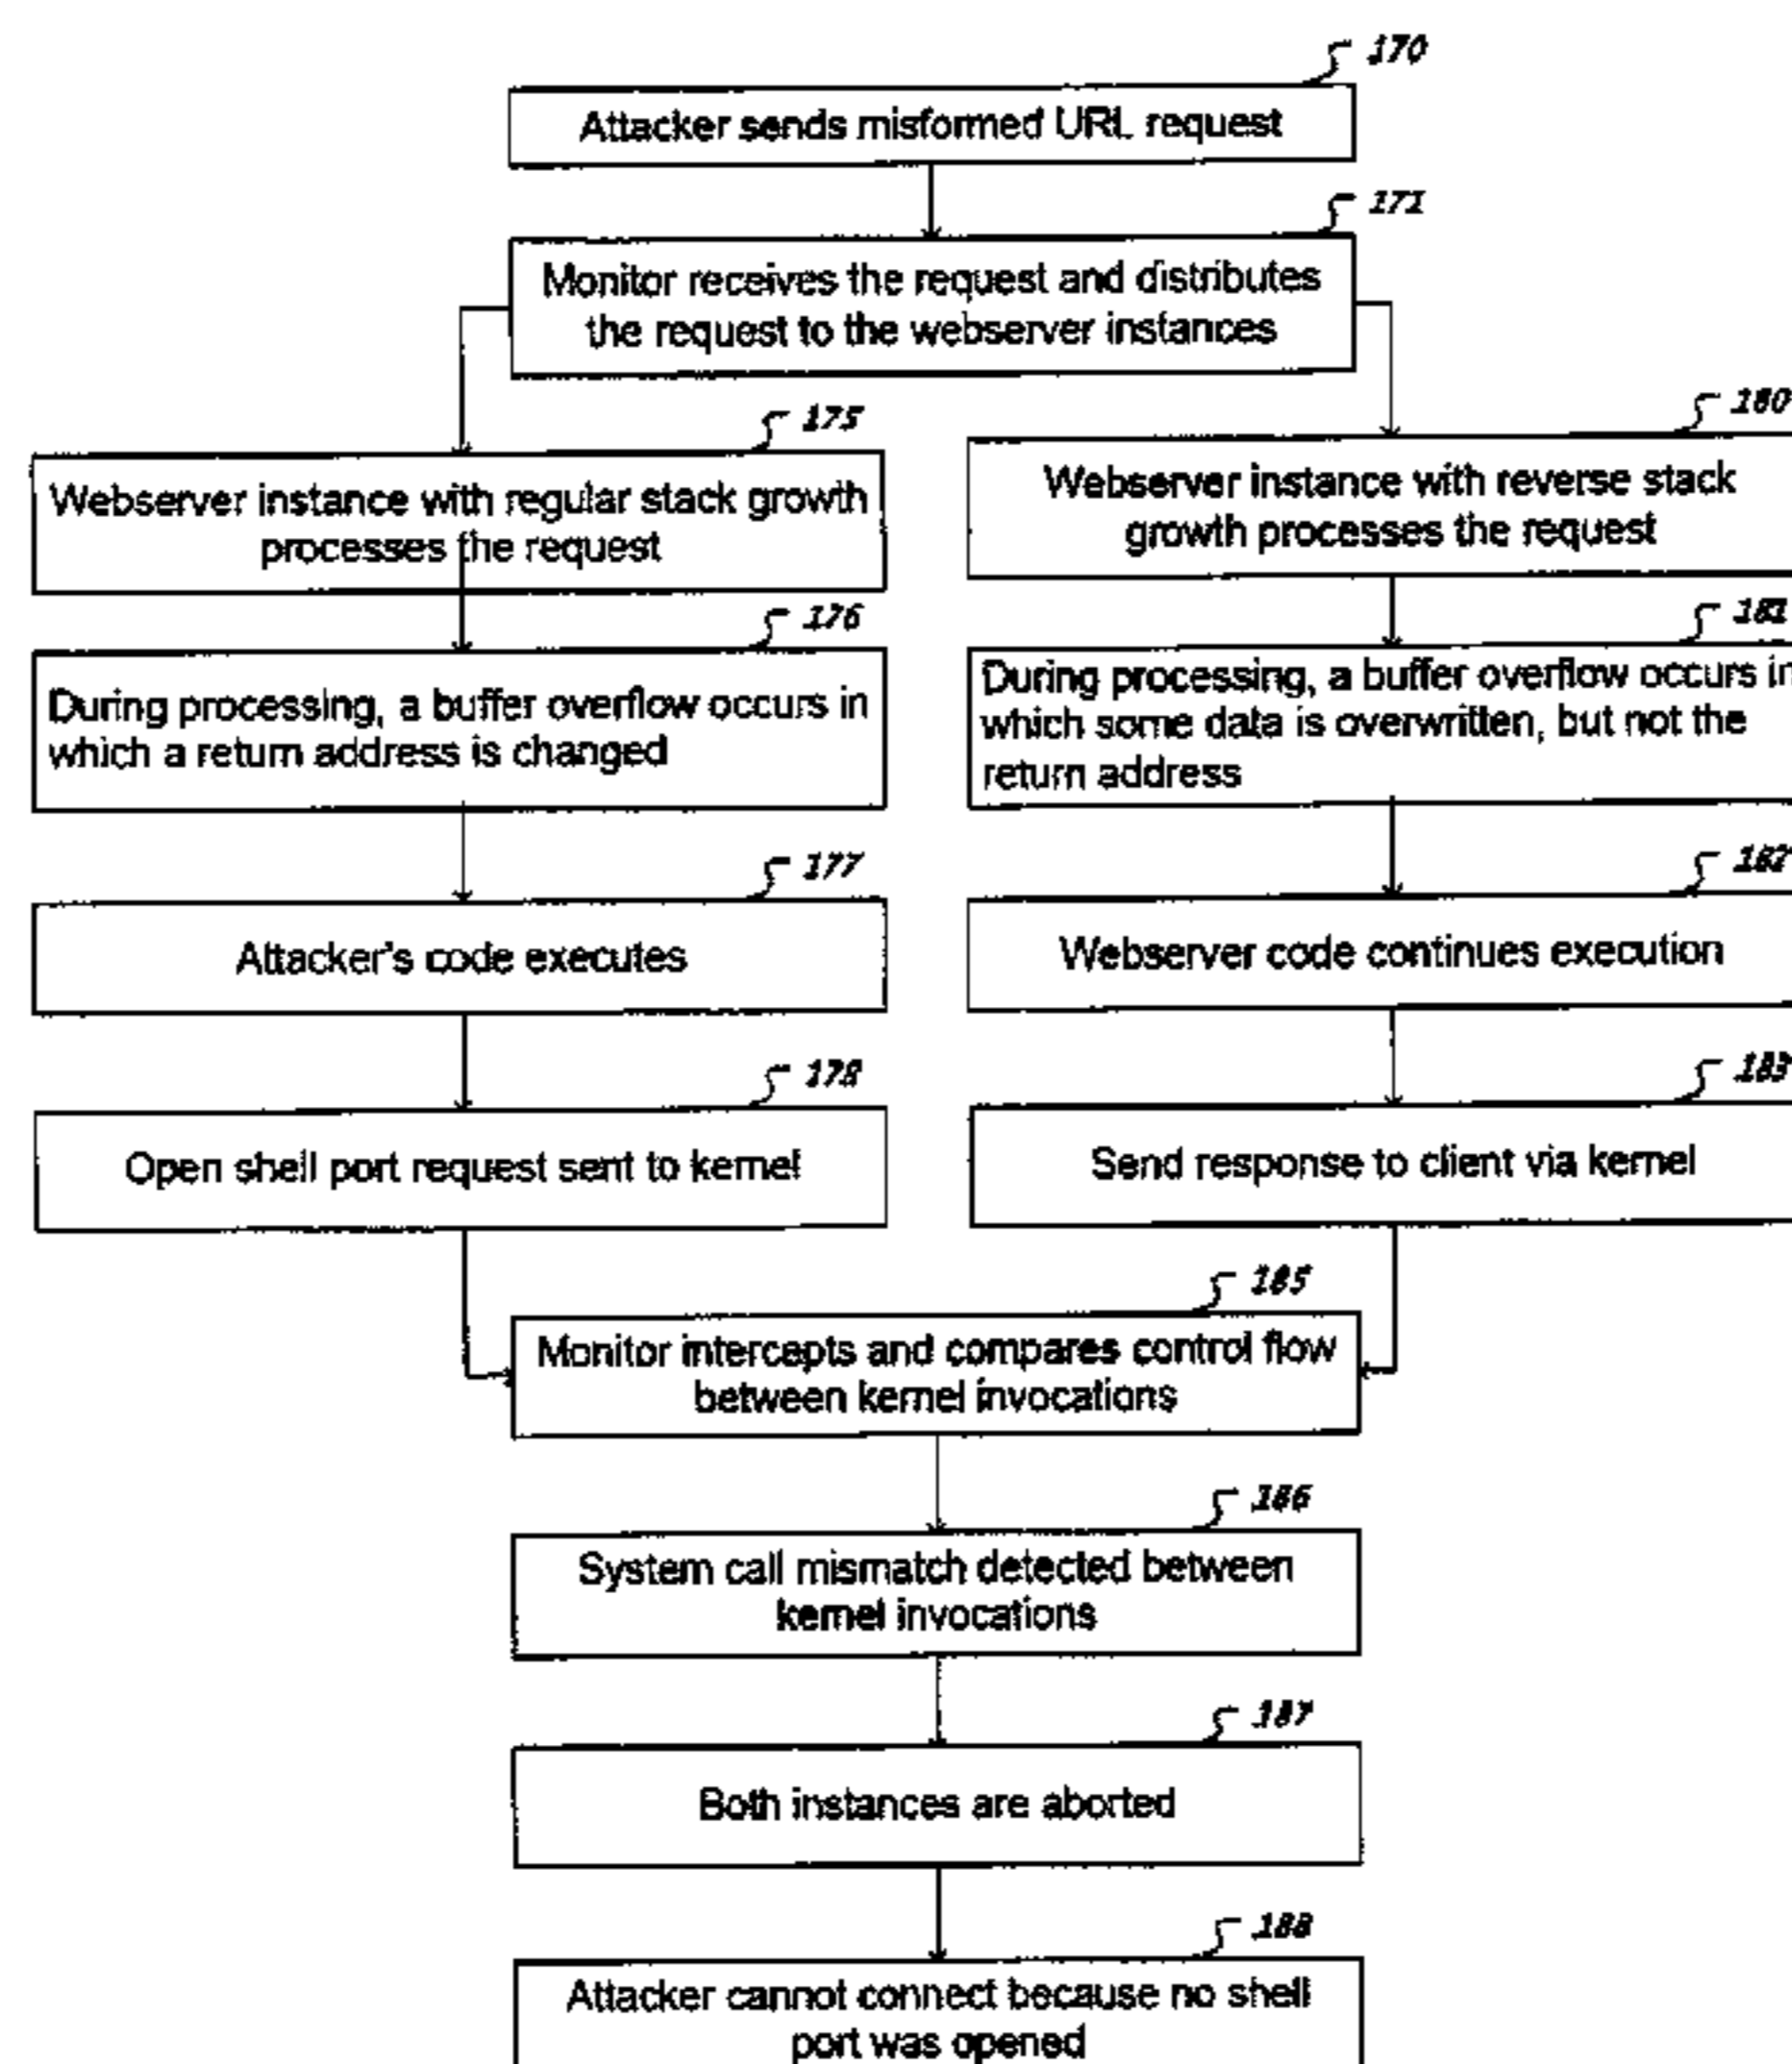 170
Attacker sends misformed URL request
171
Monitor receives the request and distributes
the request to the webserver instances
175
Webserver instance with regular stack growth
processes the request
180
Webserver instance with reverse stack
growth processes the request
176
During processing, a buffer overflow occurs in
which a return address is changed
181
During processing, a buffer overflow occurs in
which some data is overwritten, but not the
return address
177
Attacker's code executes
182
Webserver code continues execution
178
Open shell port request sent to kernel
183
Send response to client via kernel
185
Monitor intercepts and compares control flow
between kernel invocations
186
System call mismatch detected between
kernel invocations
187
Both instances are aborted
188
Attacker cannot connect because no shell
port was opened